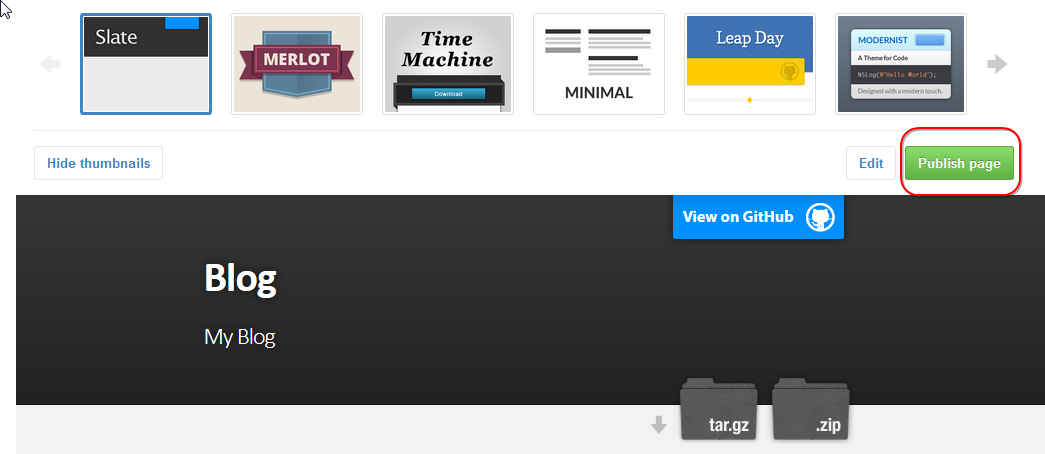 Slate
MERLOT
Time
Machine
Download
MINIMAL
Leap Day
MODERNIST
A Theme for Code
NSLog(@"Hello World");
Designed with a modern touch.
Hide thumbnails
Edit
Publish page
View on GitHub
Blog
My Blog
tar.gz
.zip